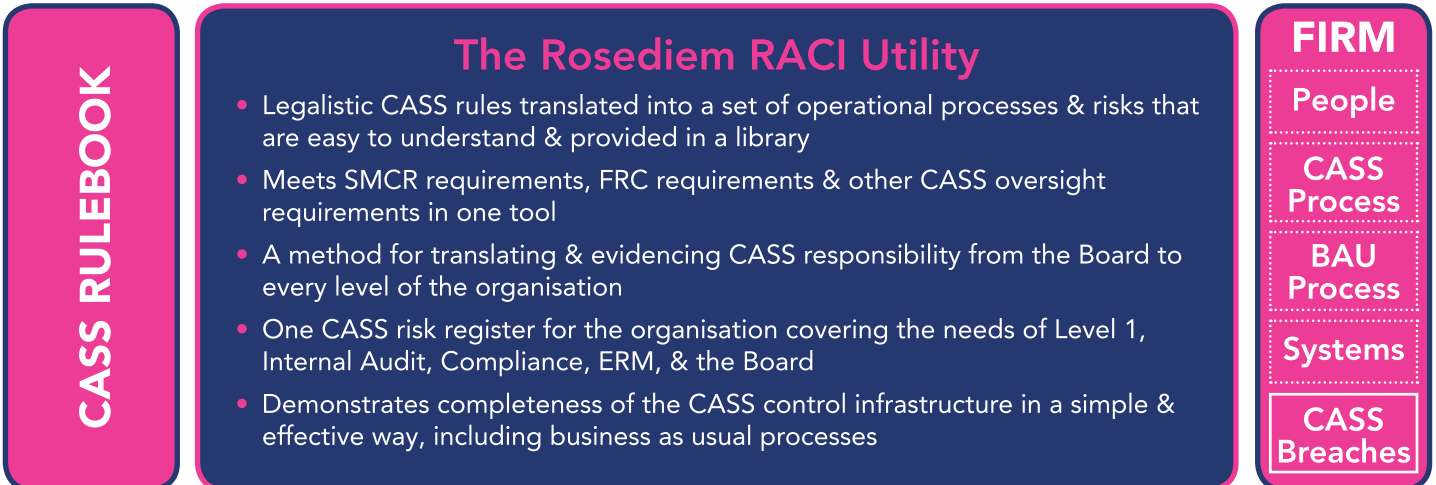 CASS RULEBOOK
The Rosediem RACI Utility
• Legalistic CASS rules translated into a set of operational processes & risks that
are easy to understand & provided in a library
• Meets SMCR requirements, FRC requirements & other CASS oversight
requirements in one tool
• A method for translating & evidencing CASS responsibility from the Board to
every level of the organisation
• One CASS risk register for the organisation covering the needs of Level 1,
Internal Audit, Compliance, ERM, & the Board
• Demonstrates completeness of the CASS control infrastructure in a simple &
effective way, including business as usual processes
FIRM
People
CASS
Process
BAU
Process
Systems
CASS
Breaches